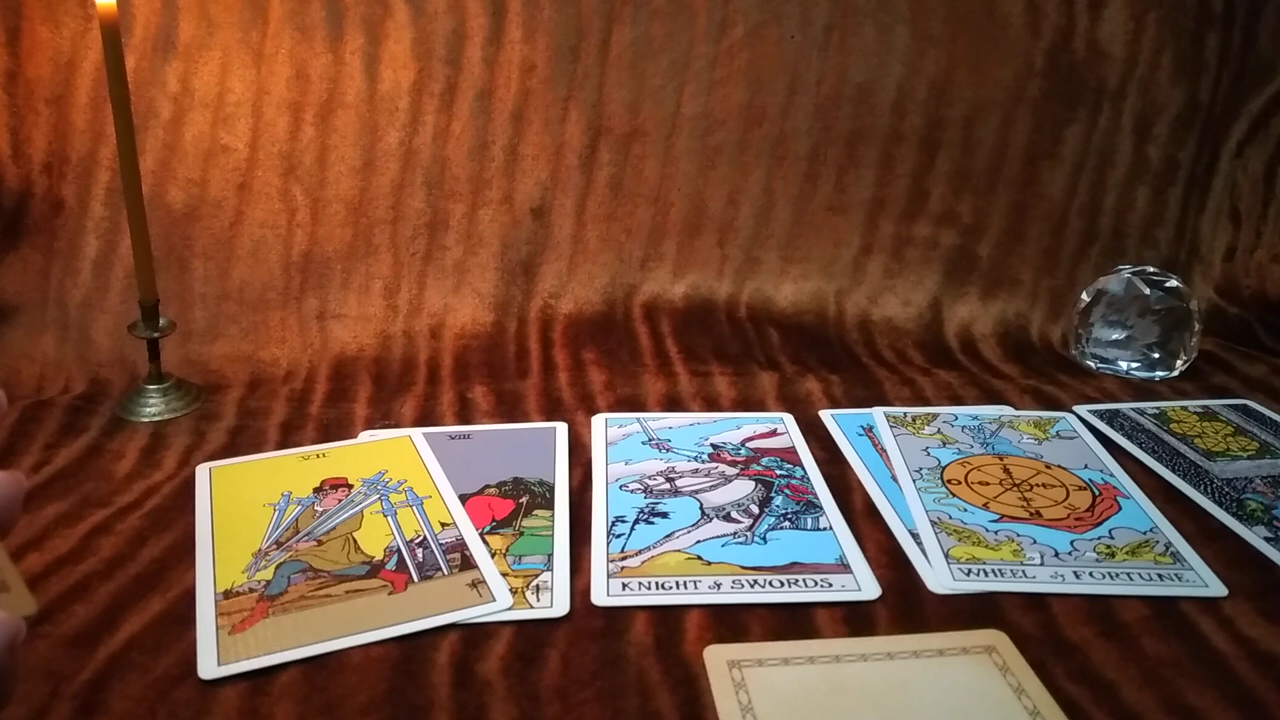 VII
VIII
KNIGHT of SWORDS.
X
WHEEL of FORTUNE.